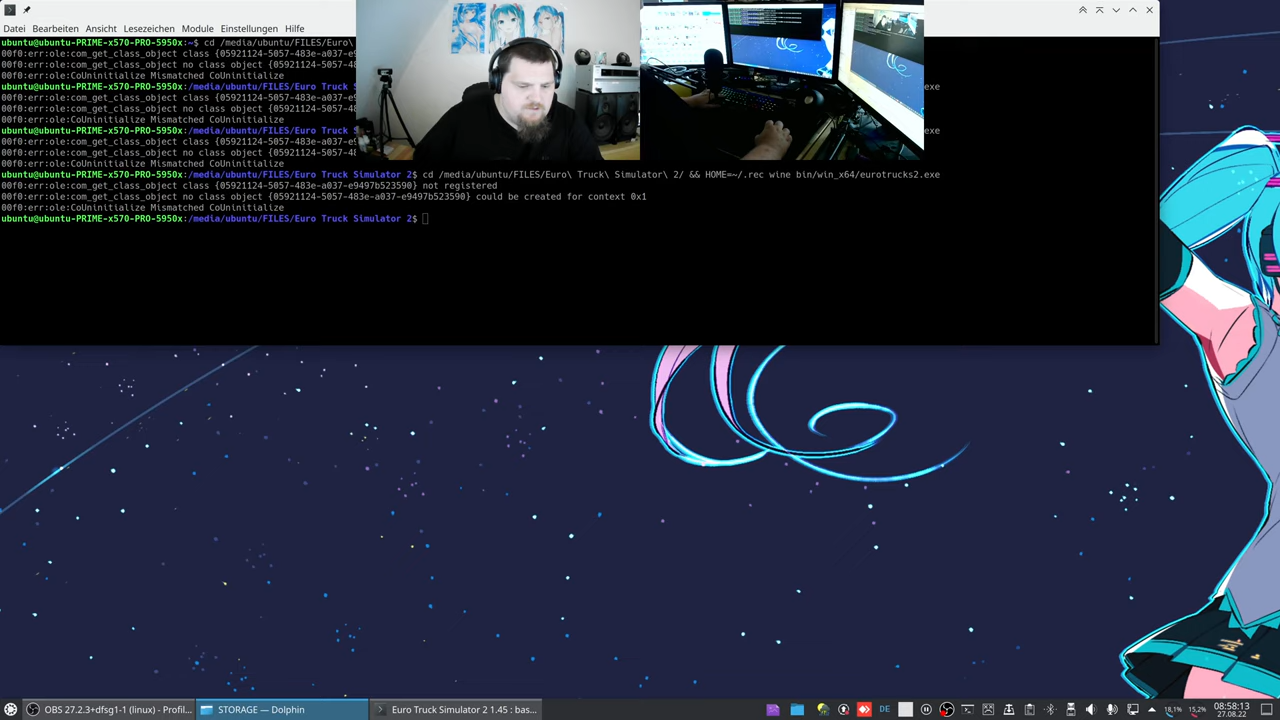 Datei Bearbeiten Lesezeichen Module Einstellungen Hilfe
ubuntu@ubuntu-PRIME-x570-PRO-5950x:~$ cd /media/ubuntu/FILES/Euro\
00f0:err:ole:com_get_class_object class {05921124-5057-483e-a037-e
00f0:err:ole:com_get_class_object no class object {05921124-5057-48
00f0:err:ole:CoUninitialize Mismatched CoUninitialize
ubuntu@ubuntu-PRIME-x570-PRO-5950x:/media/ubuntu/FILES/Euro Truck S exe
00f0:err:ole:com_get_class_object class {05921124-5057-483e-a037-e
00f0:err:ole:com_get_class_object no class object {05921124-5057-48
00f0:err:ole:CoUninitialize Mismatched CoUninitialize
ubuntu@ubuntu-PRIME-x570-PRO-5950x:/media/ubuntu/FILES/Euro Truck S exe
00f0:err:ole:com_get_class_object class {05921124-5057-483e-a037-e
00f0:err:ole:com_get_class_object no class object {05921124-5057-48
00f0:err:ole:CoUninitialize Mismatched CoUninitialize
ubuntu@ubuntu-PRIME-x570-PRO-5950x:/media/ubuntu/FILES/Euro Truck Simulator 2$ cd /media/ubuntu/FILES/Euro\ Truck\ Simulator\ 2/ && HOME=~/.rec wine bin/win_x64/eurotrucks2.exe
00f0:err:ole:com_get_class_object class {05921124-5057-483e-a037-e9497b523590} not registered
00f0:err:ole:com_get_class_object no class object {05921124-5057-483e-a037-e9497b523590} could be created for context 0x1
00f0:err:ole:CoUninitialize Mismatched CoUninitialize
ubuntu@ubuntu-PRIME-x570-PRO-5950x:/media/ubuntu/FILES/Euro Truck Simulator 2$
OBS 27.2.3+dfsg1-1 (linux) - Profil... STORAGE — Dolphin Euro Truck Simulator 2 1.45 : bas... DE 18,1% 15,2% 08:58:13
27.08.22